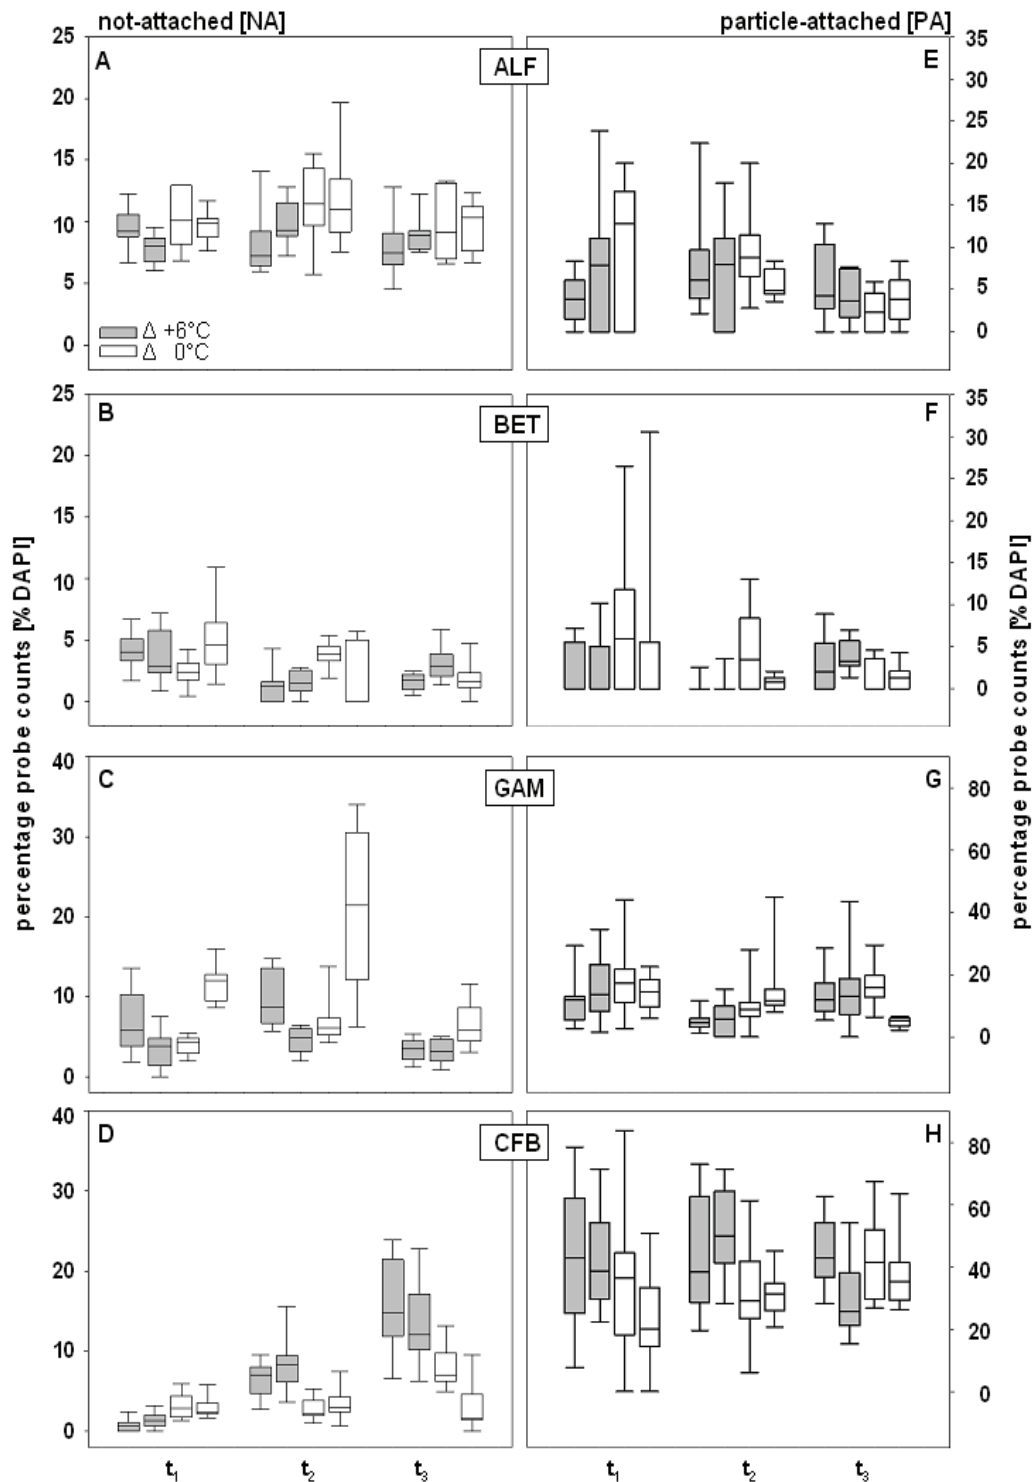 not-attached [NA] particle-attached [PA]
25 A ALF E 35
30
20 25
15 20
15
10 10
5 5
Δ +6°C
0 Δ 0°C 0
25 B BET F 35
30
20 25
15 20
15
10 10
5 5
0 0
percentage probe counts [% DAPI]
percentage probe counts [% DAPI]
40 C GAM G
80
30 60
20 40
10 20
0 0
40 D CFB H
80
30 60
20 40
10 20
0 0
t1 t2 t3 t1 t2 t3